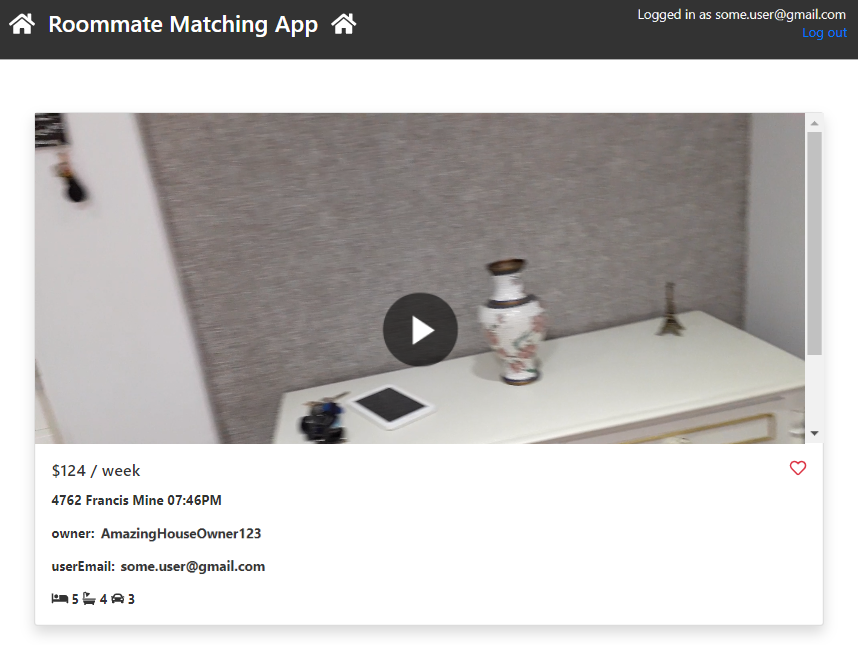 Roommate Matching App
Logged in as some.user@gmail.com
Log out
$124 / week
4762 Francis Mine 07:46PM
owner: AmazingHouseOwner123
userEmail: some.user@gmail.com
5 4 3